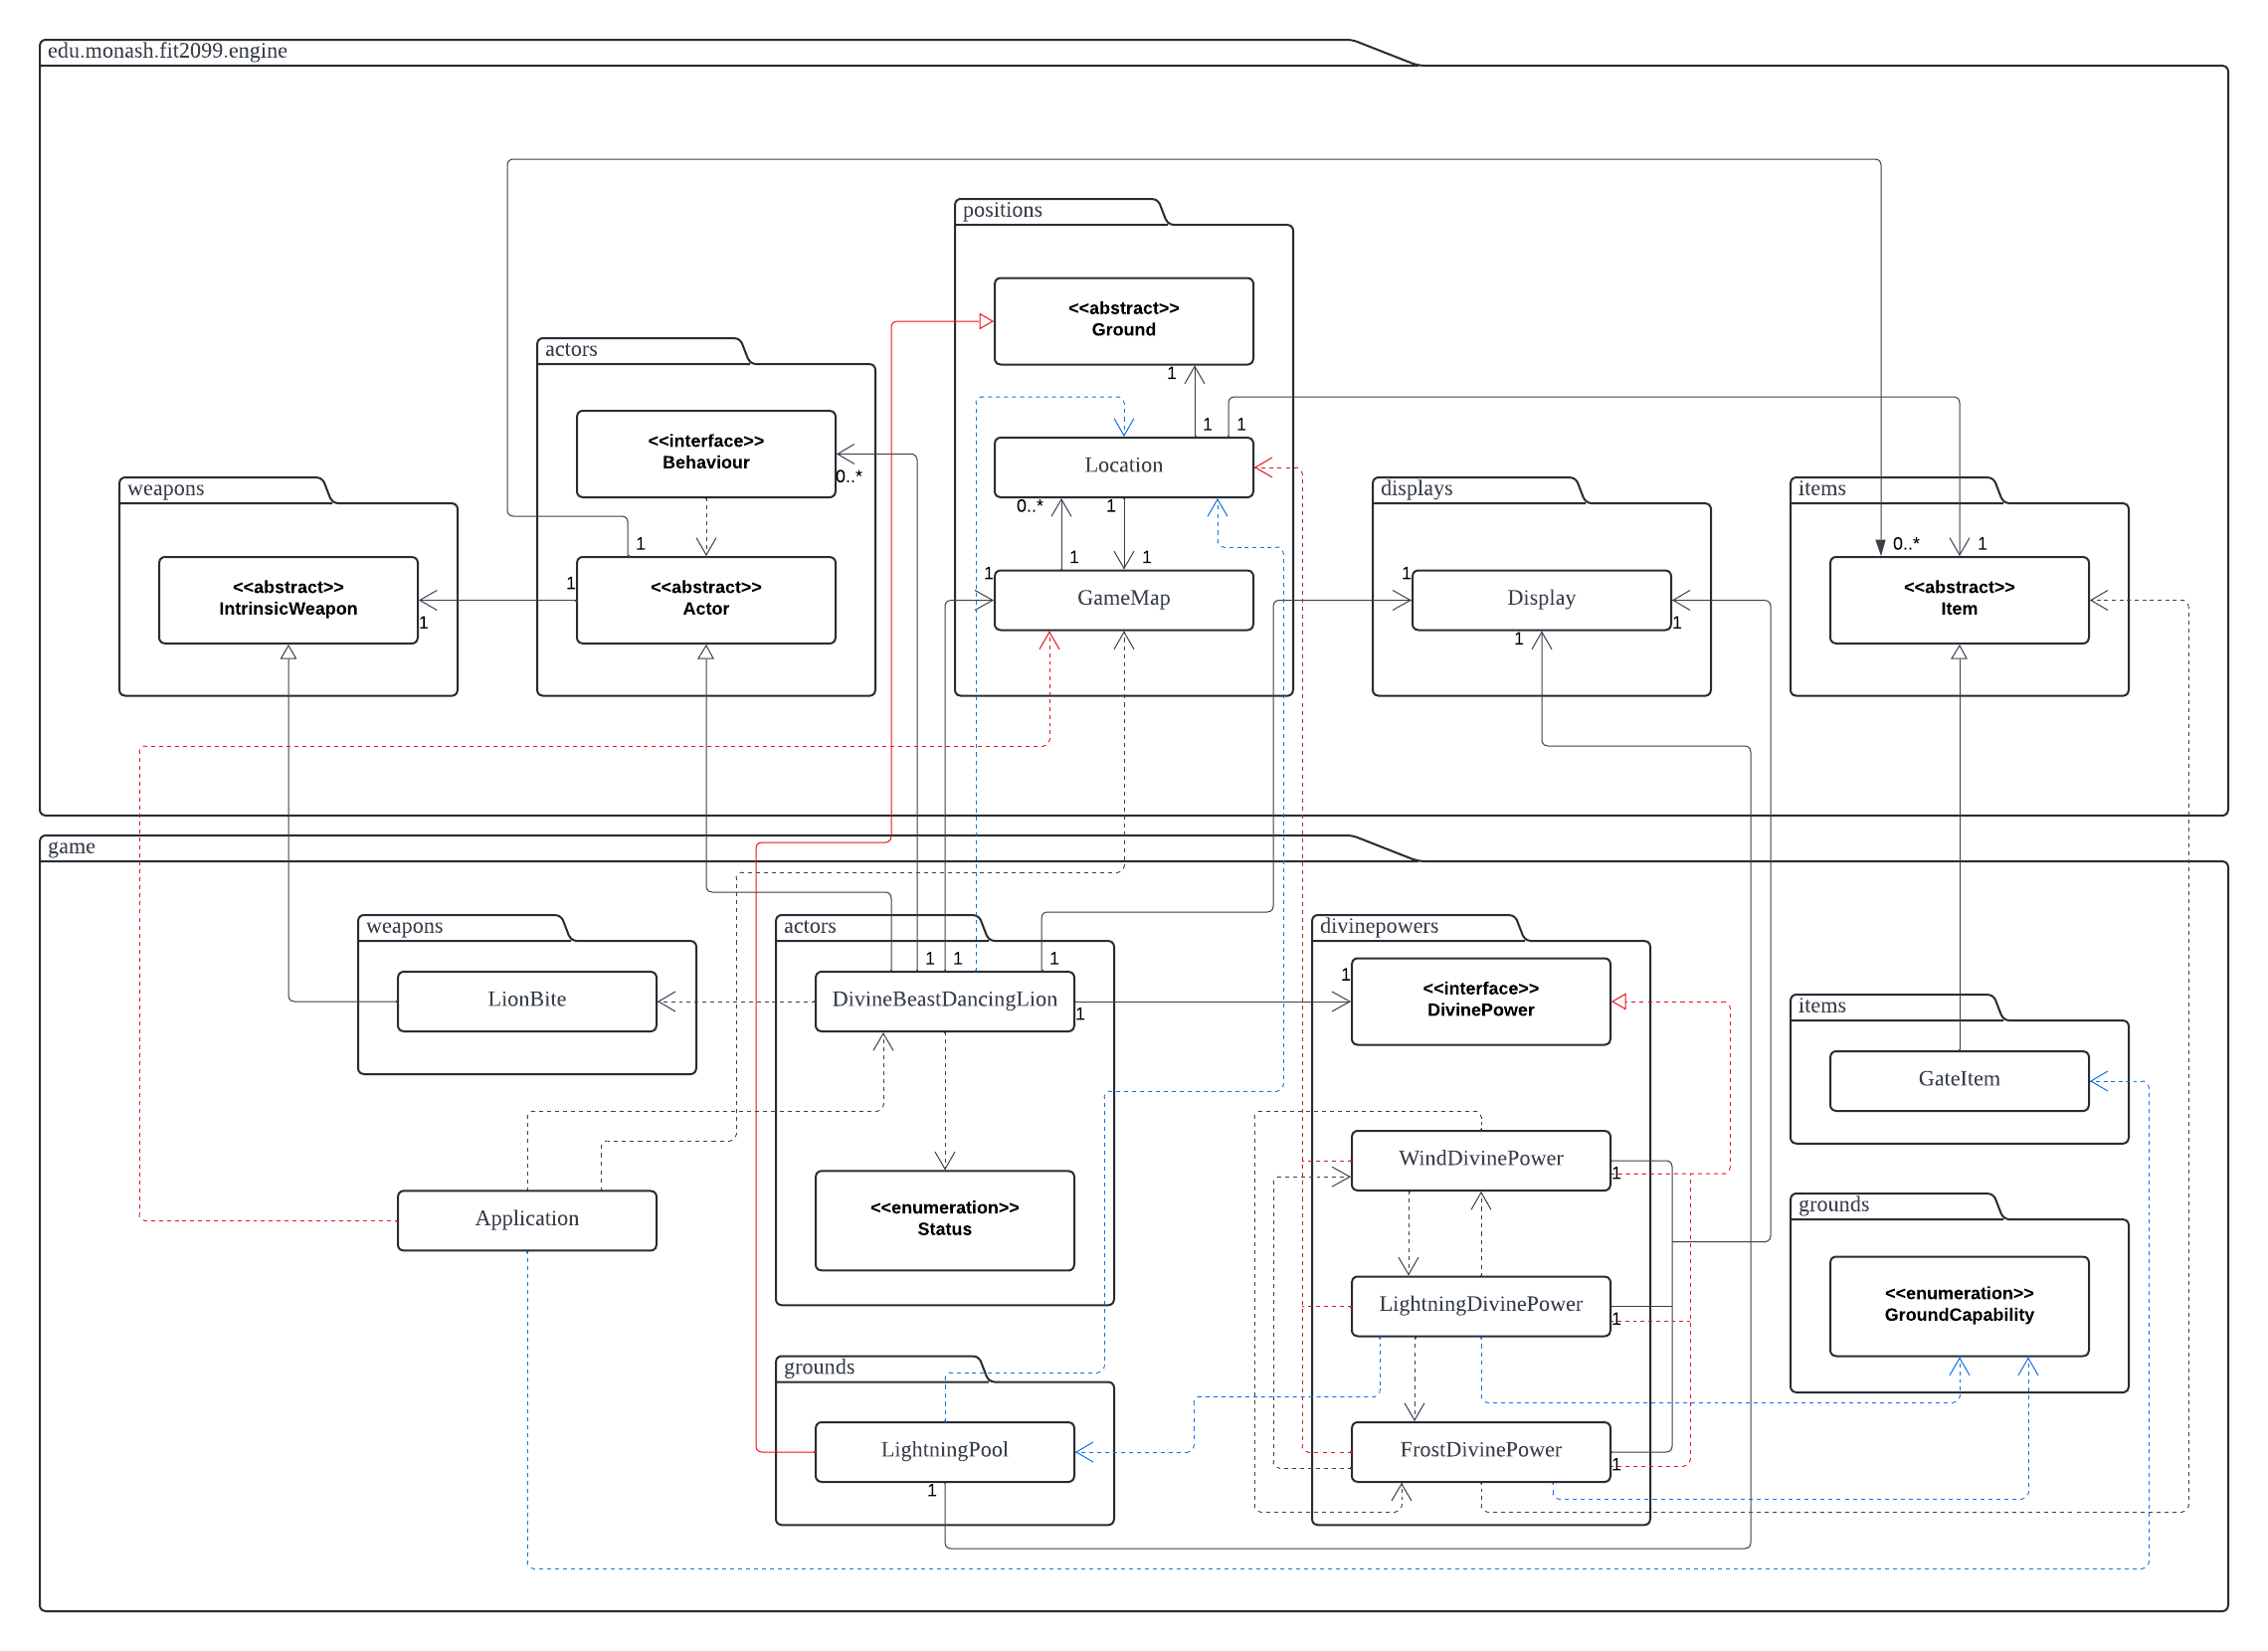 edu.monash.fit2099.engine
positions
<<abstract>>
Ground
1
actors
1
1
<<interface>>
Behaviour
0..*
Location
weapons
displays
items
0..*
1
1
1
1
0..*
1
<<abstract>>
IntrinsicWeapon
1
1
<<abstract>>
Actor
1
GameMap
1
Display
1
1
<<abstract>>
Item
game
weapons
actors
divinepowers
1
1
1
LionBite
DivineBeastDancingLion
1
1
<<interface>>
DivinePower
items
GateItem
WindDivinePower
1
Application
<<enumeration>>
Status
grounds
<<enumeration>>
GroundCapability
LightningDivinePower
1
grounds
LightningPool
1
FrostDivinePower
1